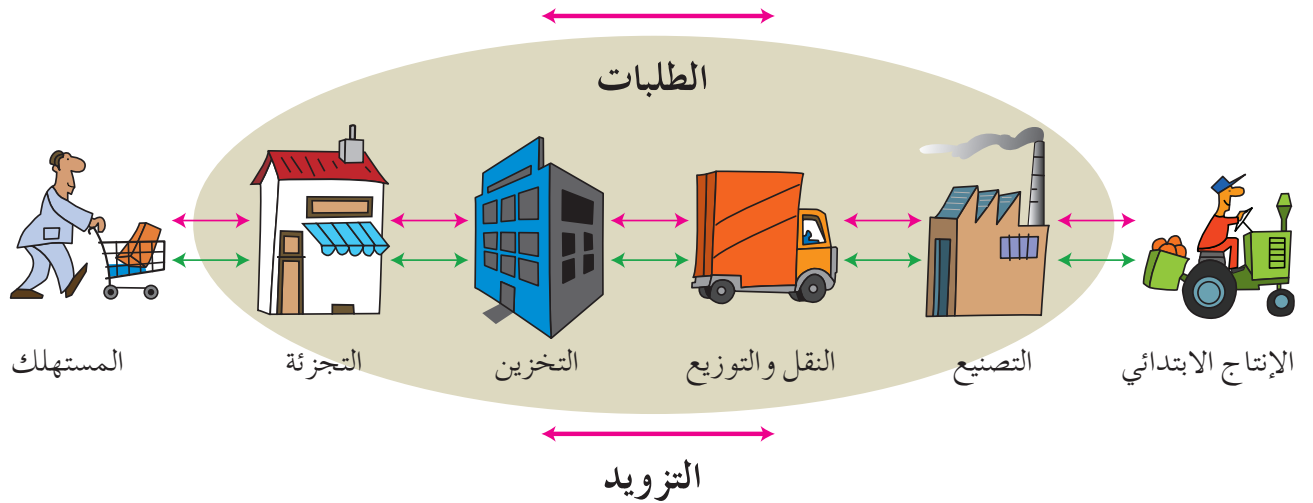 الطلبات
الإنتاج الابتدائي
التصنيع
النقل والتوزيع
التخزين
التجزئة
المستهلك
التزويد